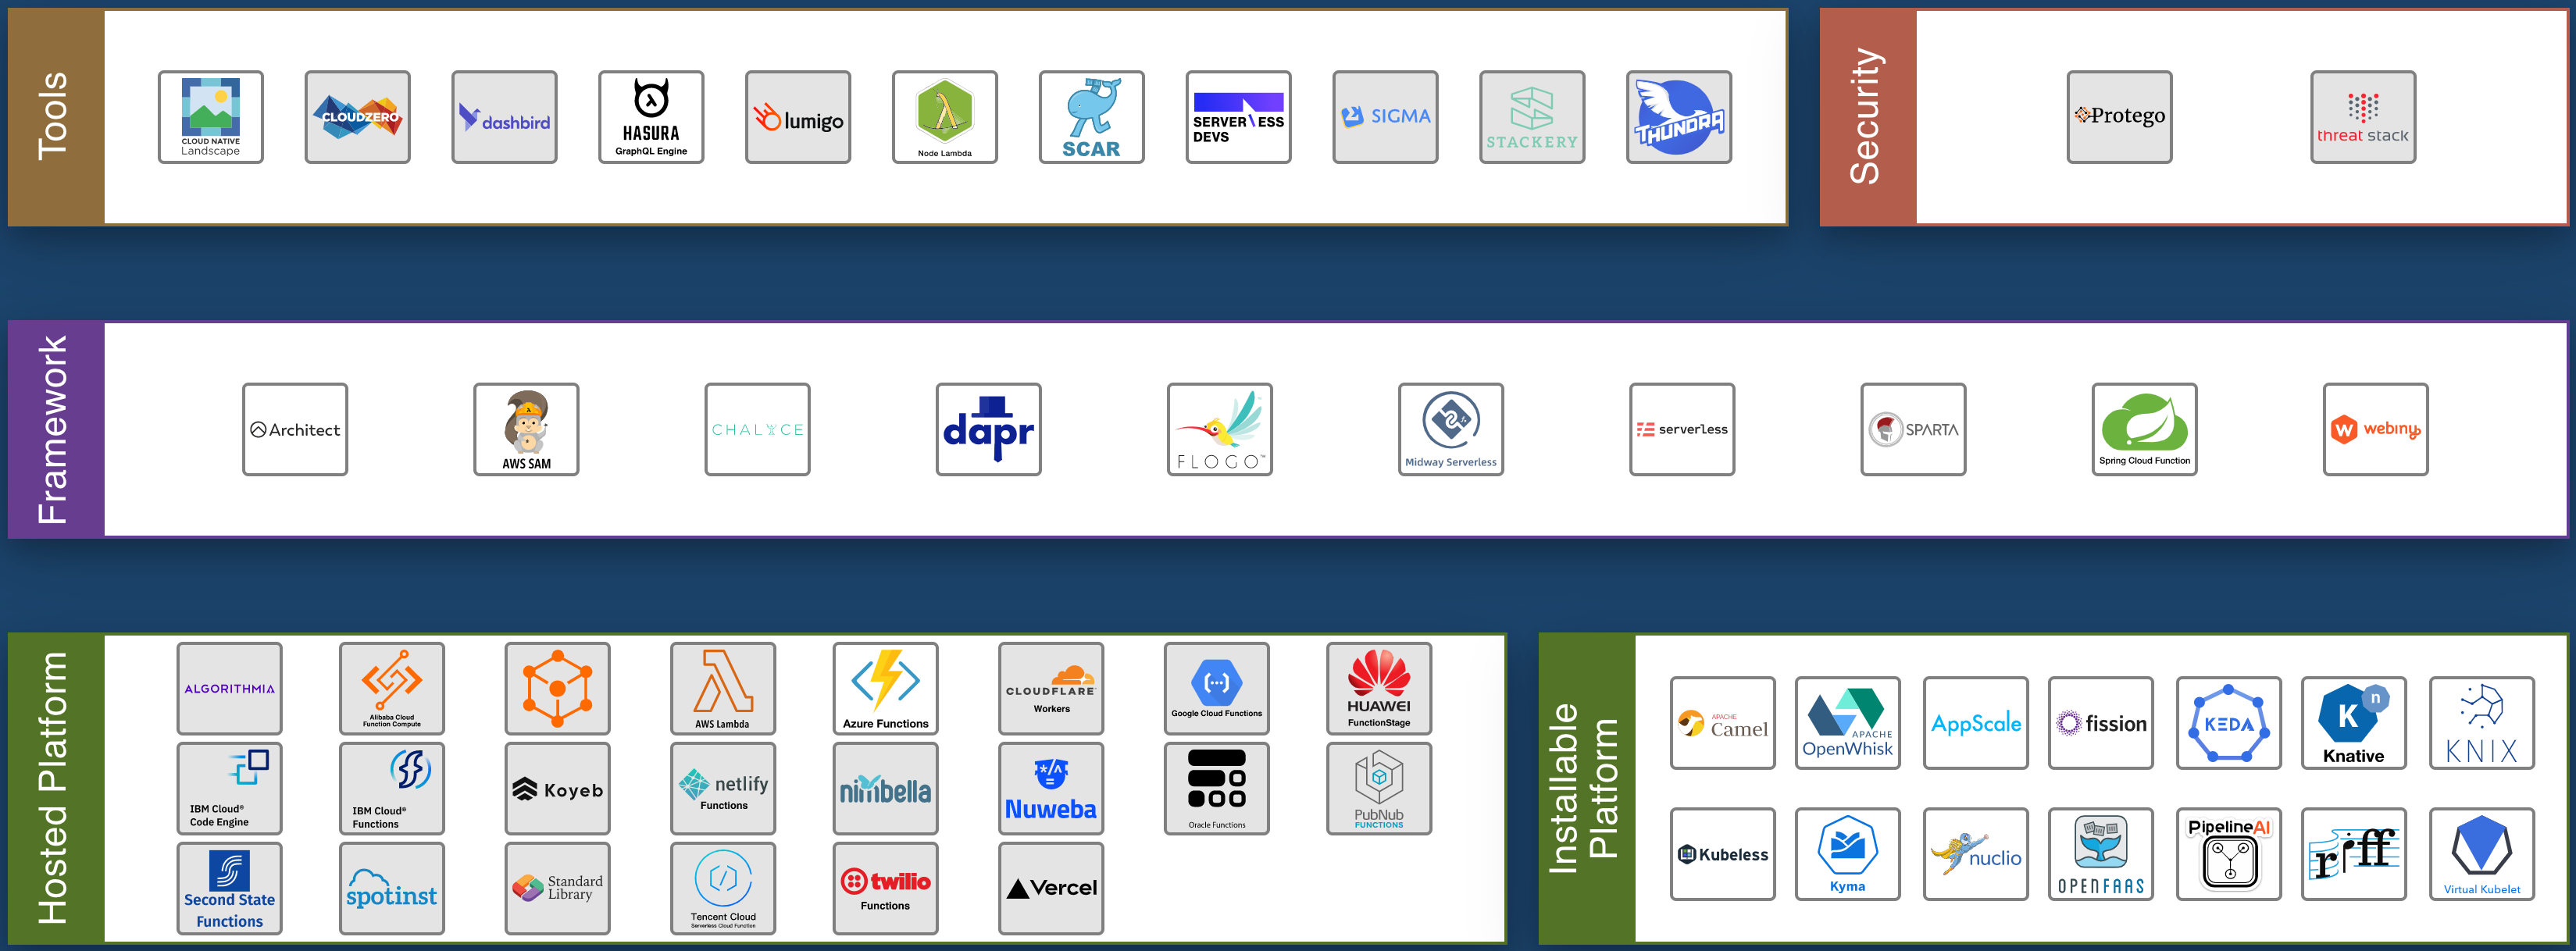 Tools
CLOUD NATIVE
Landscape
CLOUDZERO
dashbird
HASURA
GraphQL Engine
lumigo
Node Lambda
SCAR
SERVERLESS
DEVS
SIGMA
STACKERY
THUNDRA
Security
Protego
threat stack
Framework
Architect
AWS SAM
CHALICE
dapr
FLOGO™
Midway Serverless
serverless
SPARTA
Spring Cloud Function
webiny
Hosted Platform
ALGORITHMIA
Alibaba Cloud
Function Compute
AWS Lambda
Azure Functions
CLOUDFLARE
Workers
Google Cloud Functions
HUAWEI
FunctionStage
IBM Cloud®
Code Engine
IBM Cloud®
Functions
Koyeb
netlify
Functions
nimbella
*/^
Nuweba
Oracle Functions
PubNub
FUNCTIONS
Second State
Functions
spotinst
Standard
Library
Tencent Cloud
Serverless Cloud Function
twilio
Functions
Vercel
Installable
Platform
APACHE
Camel
APACHE
OpenWhisk
AppScale
fission
KEDA
K n
Knative
KNIX
Kubeless
Kyma
nuclio
OPENFAAS
PipelineAI
riff
Virtual Kubelet